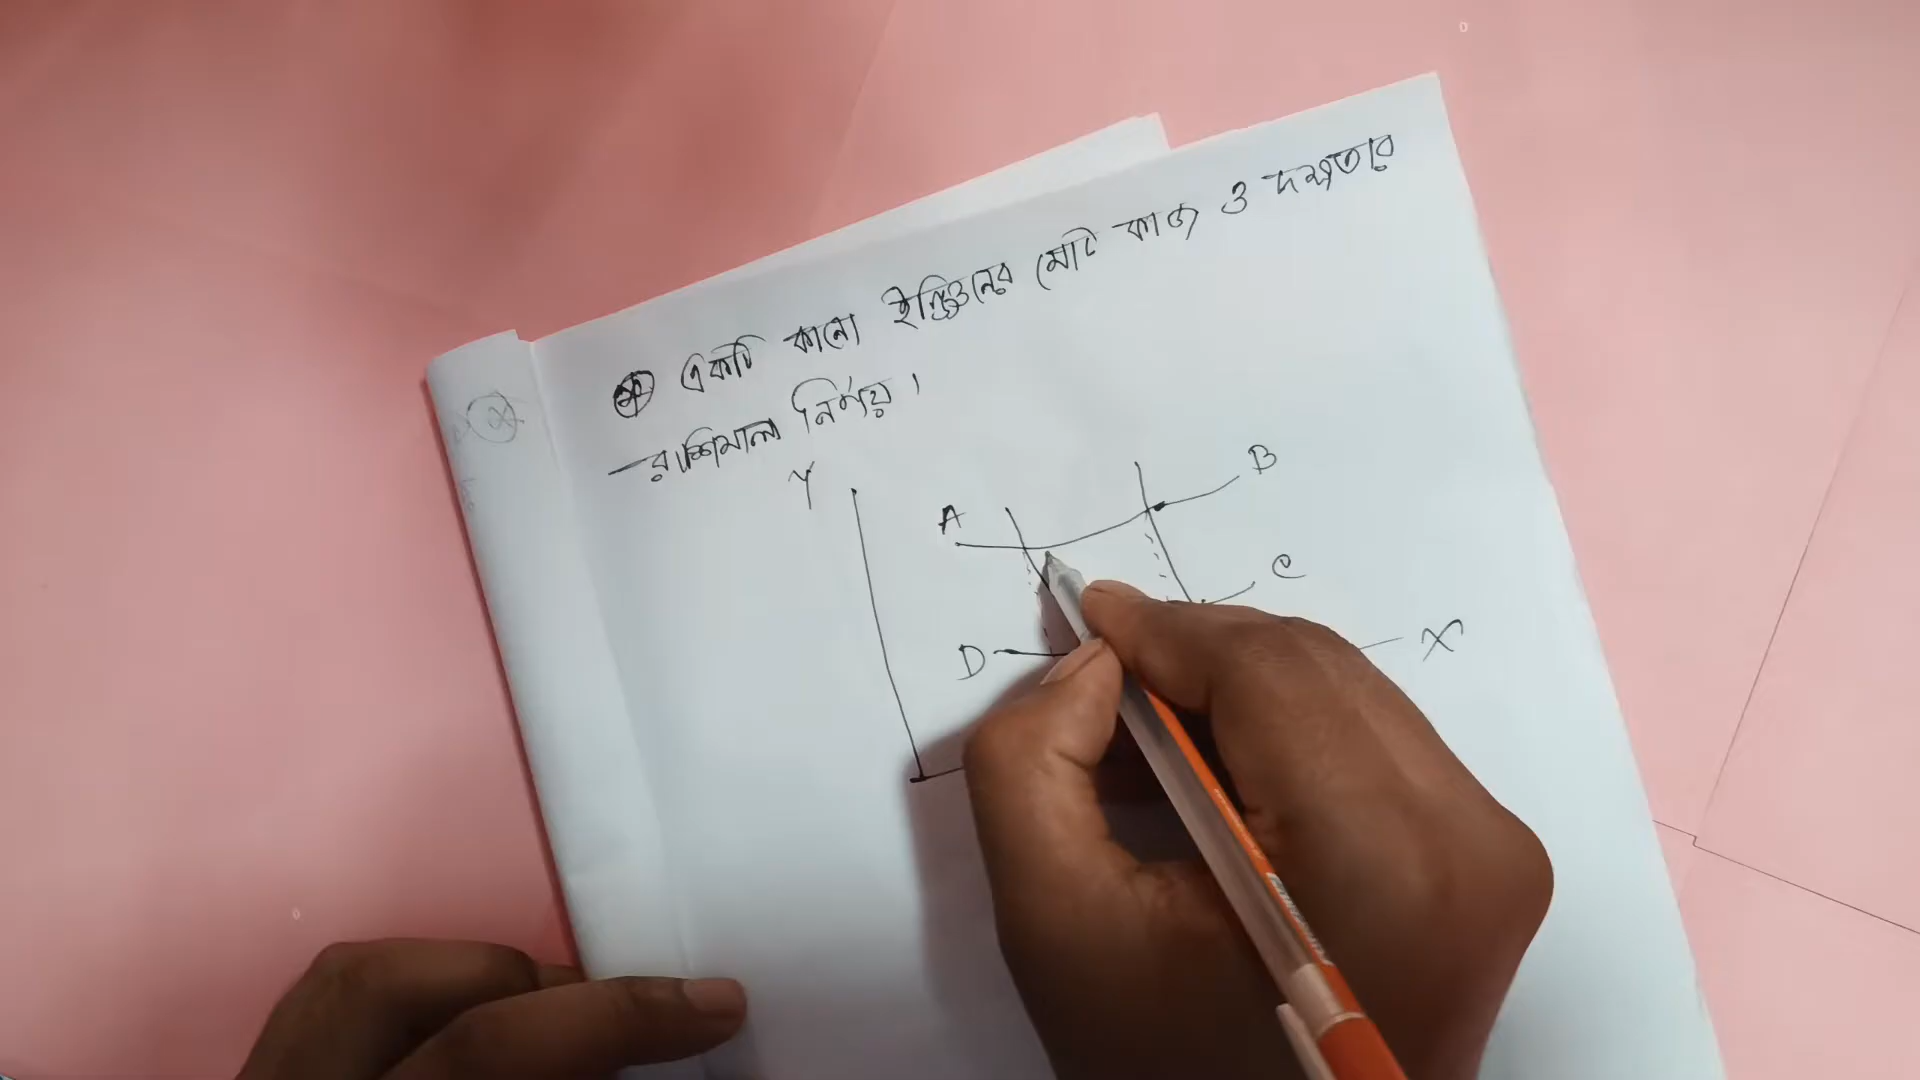 একটি কার্নো ইঞ্জিনের মোট কাজ ও দক্ষতার
রাশিমালা নির্ণয়।
Y
A
B
C
D
X